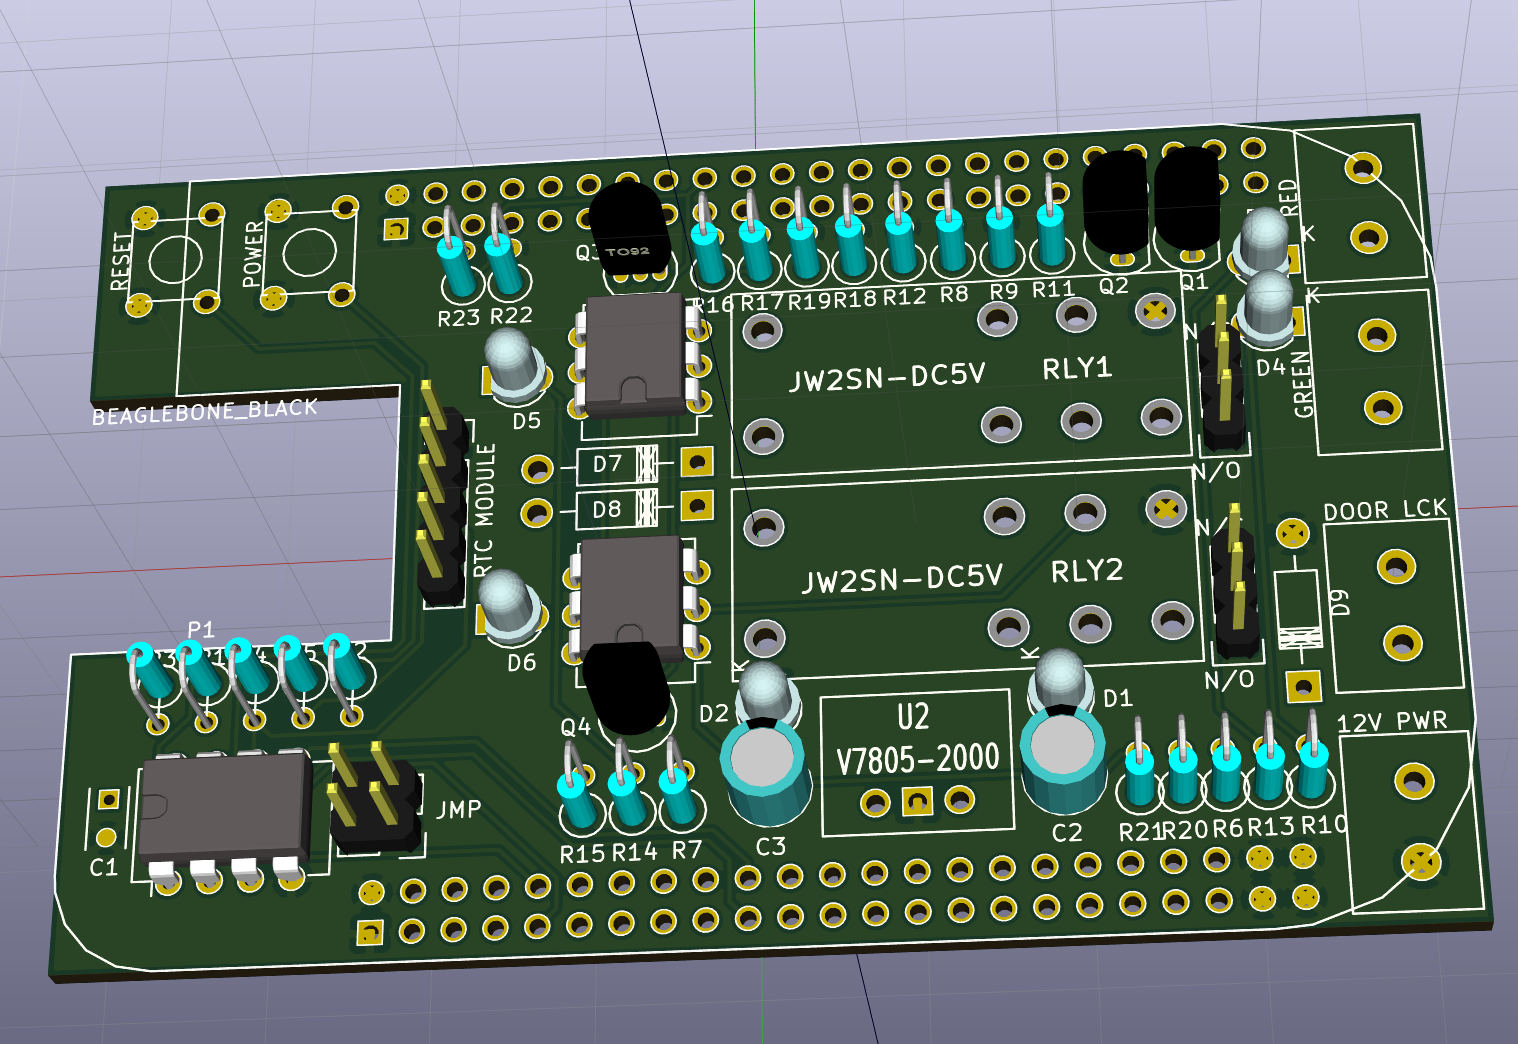 RESET
POWER
RED
K
Q3
TO92
R23
R22
R16
R17
R19
R18
R12
R8
R9
R11
Q2
Q1
K
D5
D4
GREEN
JW2SN-DC5V
RLY1
BEAGLEBONE_BLACK
RTC MODULE
D7
D8
N/O
DOOR LCK
JW2SN-DC5V
RLY2
D9
P1
D6
K
K
N/O
Q4
D2
U2
V7805-2000
D1
12V PWR
JMP
C1
R15
R14
R7
C3
C2
R21
R20
R6
R13
R10